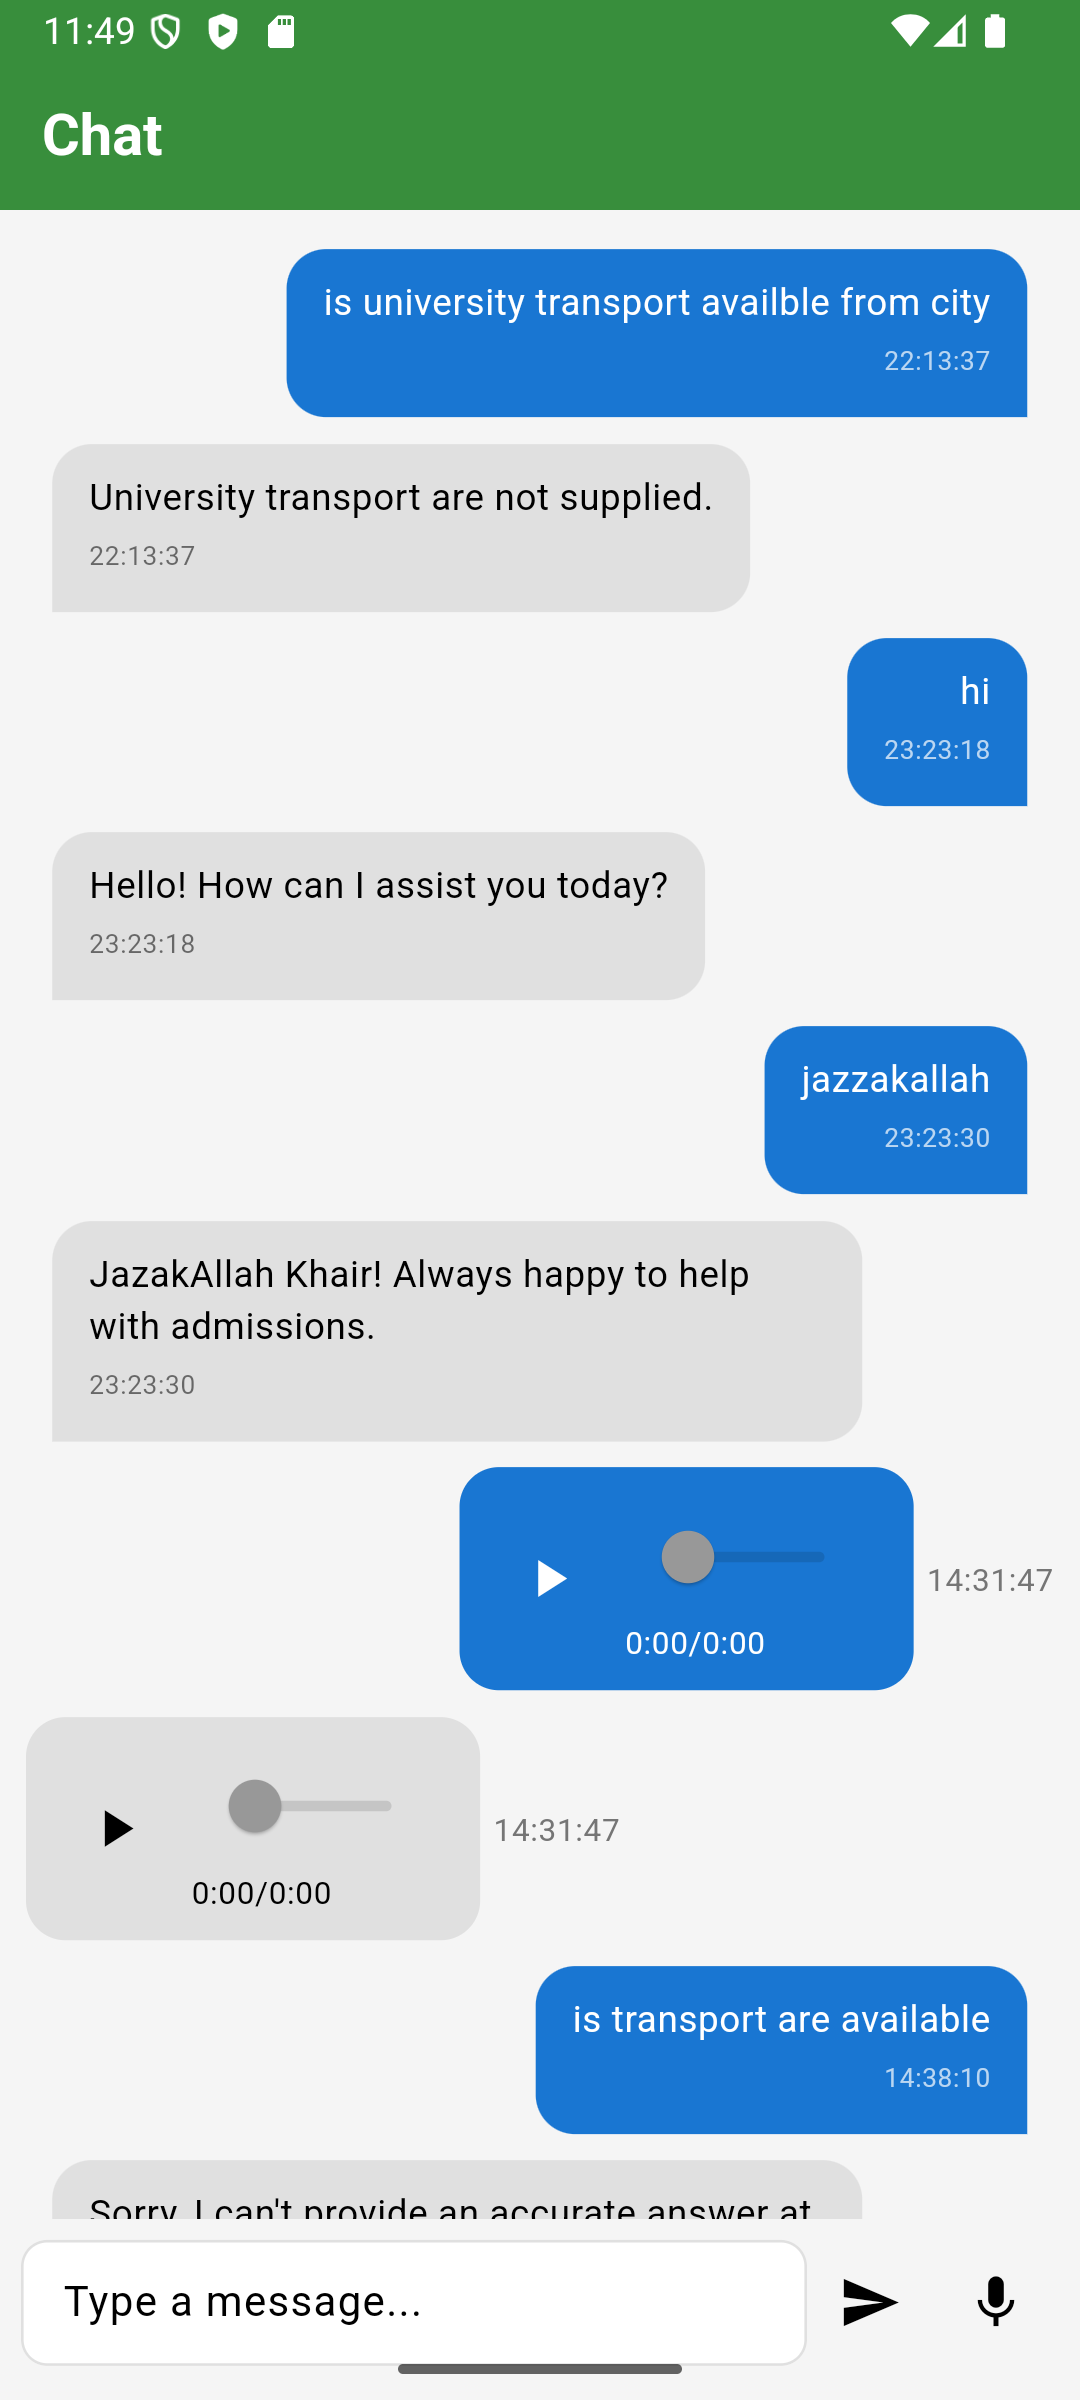 11:49
Chat
is university transport availble from city
22:13:37
University transport are not supplied.
22:13:37
hi
23:23:18
Hello! How can I assist you today?
23:23:18
jazzakallah
23:23:30
JazakAllah Khair! Always happy to help
with admissions.
23:23:30
0:00/0:00
14:31:47
0:00/0:00
14:31:47
is transport are available
14:38:10
Sorry, I can't provide an accurate answer at
Type a message...